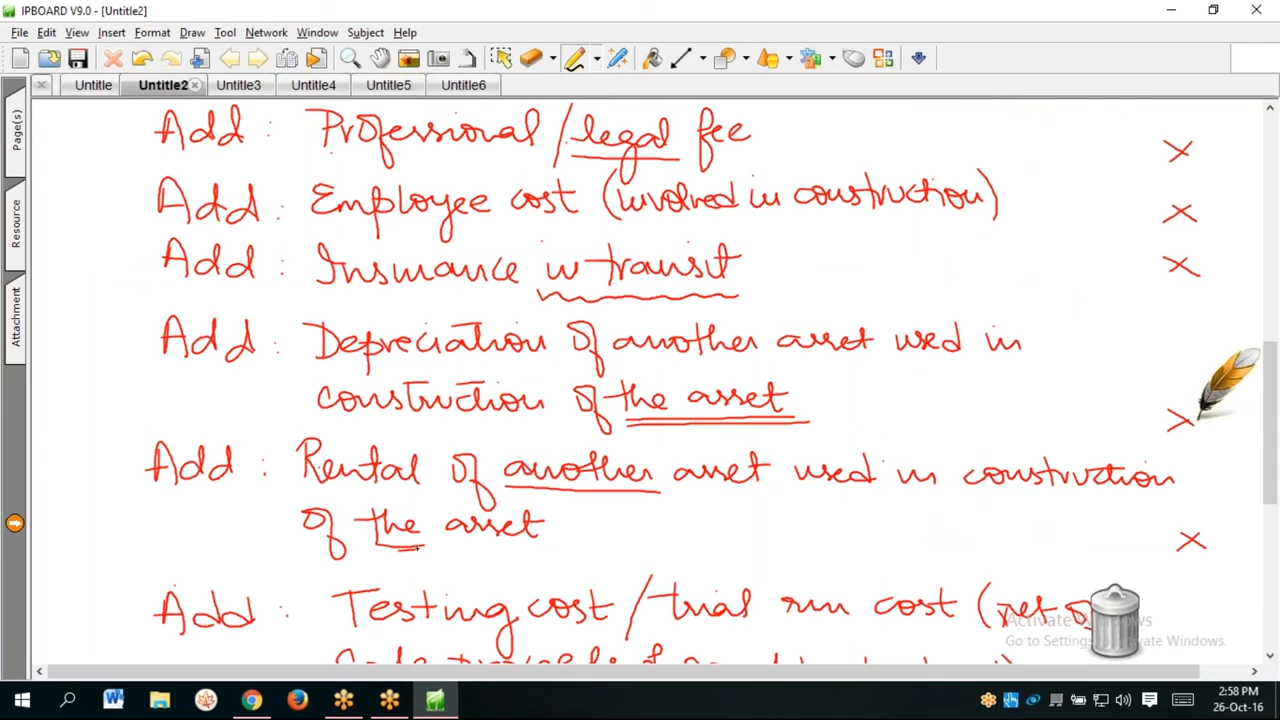 IPBOARD V9.0 - [Untitle2]
File Edit View Insert Format Draw Tool Network Window Subject Help
Untitle Untitle2 Untitle3 Untitle4 Untitle5 Untitle6
Page(s)
Resource
Attachment
Add : Professional / legal fee x
Add : Employee cost (involved in construction) x
Add : Insurance in transit x
Add : Depreciation of another asset used in
construction of the asset x
Add : Rental of another asset used in construction
of the asset x
Add : Testing cost / trial run cost (net o
Activate Windows
Go to Settings to activate Windows.
2:58 PM
26-Oct-16